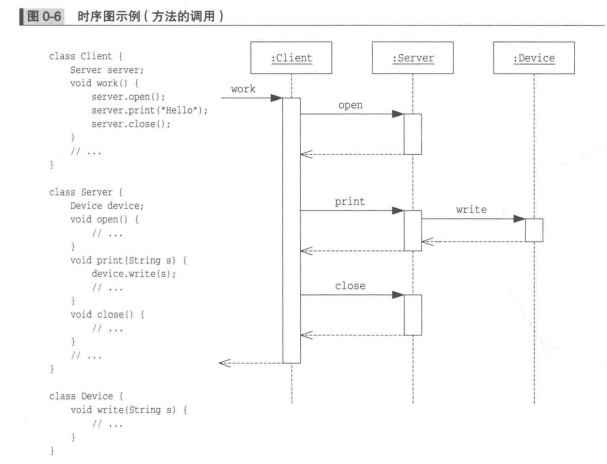 图 0-6 时序图示例（方法的调用）
class Client {
    Server server;
    void work() {
        server.open();
        server.print("Hello");
        server.close();
    }
    // ...
}
class Server {
    Device device;
    void open() {
        // ...
    }
    void print(String s) {
        device.write(s);
        // ...
    }
    void close() {
        // ...
    }
    // ...
}
class Device {
    void write(String s) {
        // ...
    }
}
:Client
:Server
:Device
work
open
print
write
close